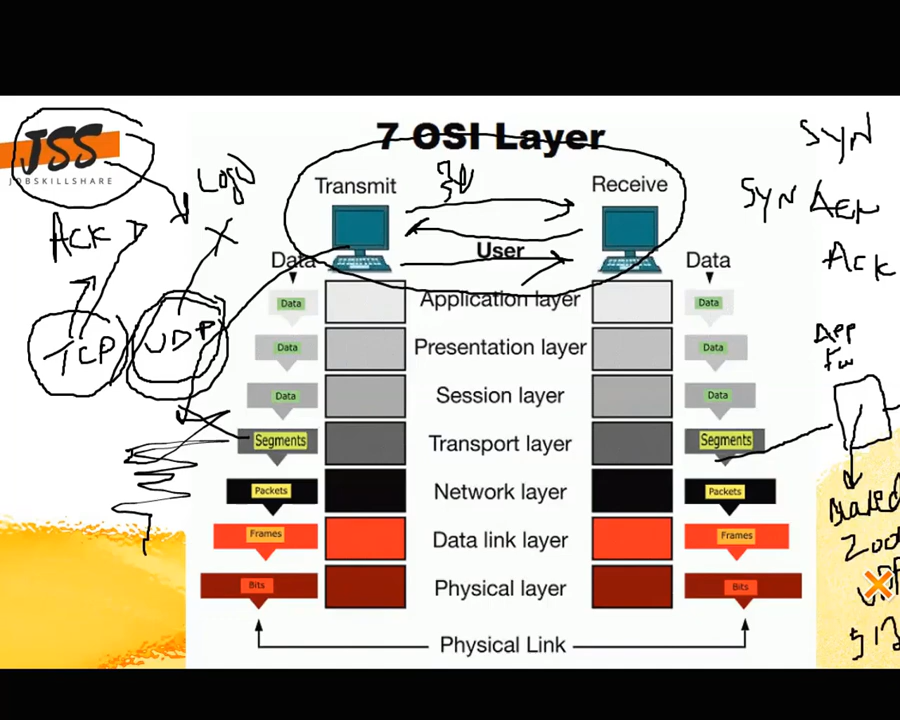 7 OSI Layer
JSS
JOBSKILLSHARE
Transmit
Receive
User
SYN
SYN ACK
ACK
ACK
TCP
UDP
Data
Data
Data Application layer Data
Data Presentation layer Data
Data Session layer Data
Segments Transport layer Segments
Packets Network layer Packets
Frames Data link layer Frames
Bits Physical layer Bits
Physical Link
App
Fw